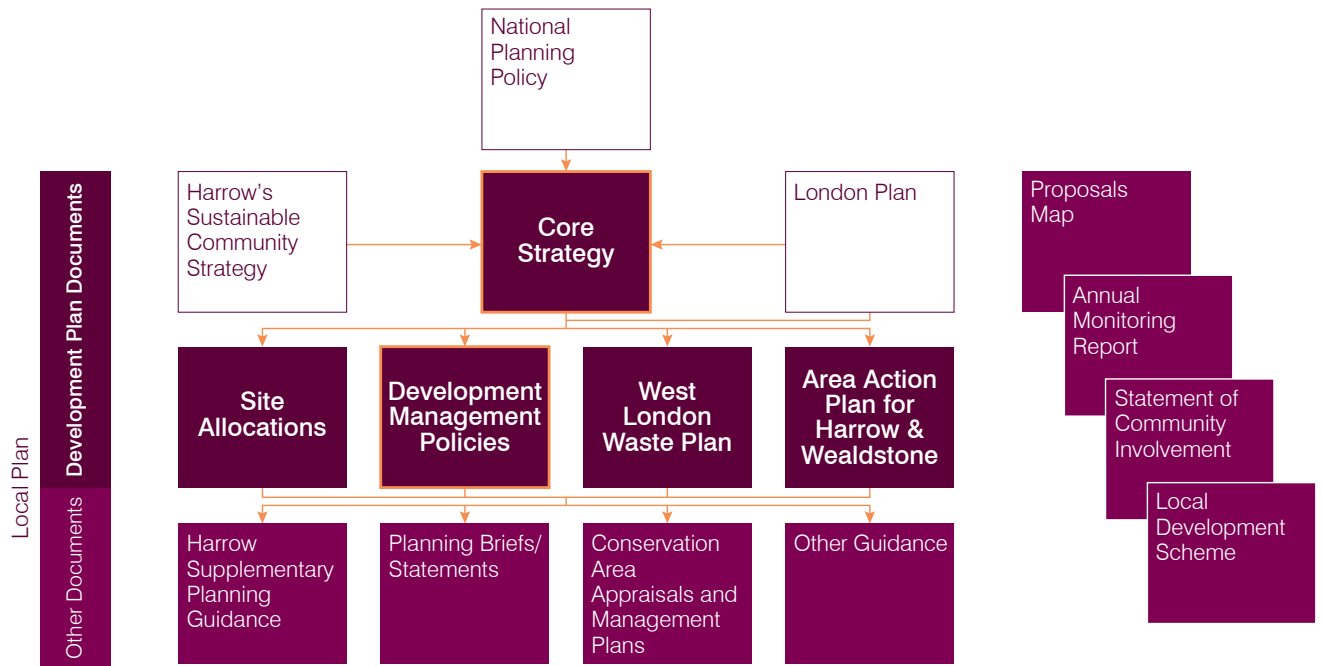 National
Planning
Policy
Harrow's
Sustainable
Community
Strategy
Core
Strategy
London Plan
Proposals
Map
Annual
Monitoring
Report
Statement of
Community
Involvement
Local
Development
Scheme
Local Plan
Development Plan Documents
Other Documents
Site
Allocations
Development
Management
Policies
West
London
Waste Plan
Area Action
Plan for
Harrow &
Wealdstone
Harrow
Supplementary
Planning
Guidance
Planning Briefs/
Statements
Conservation
Area
Appraisals and
Management
Plans
Other Guidance